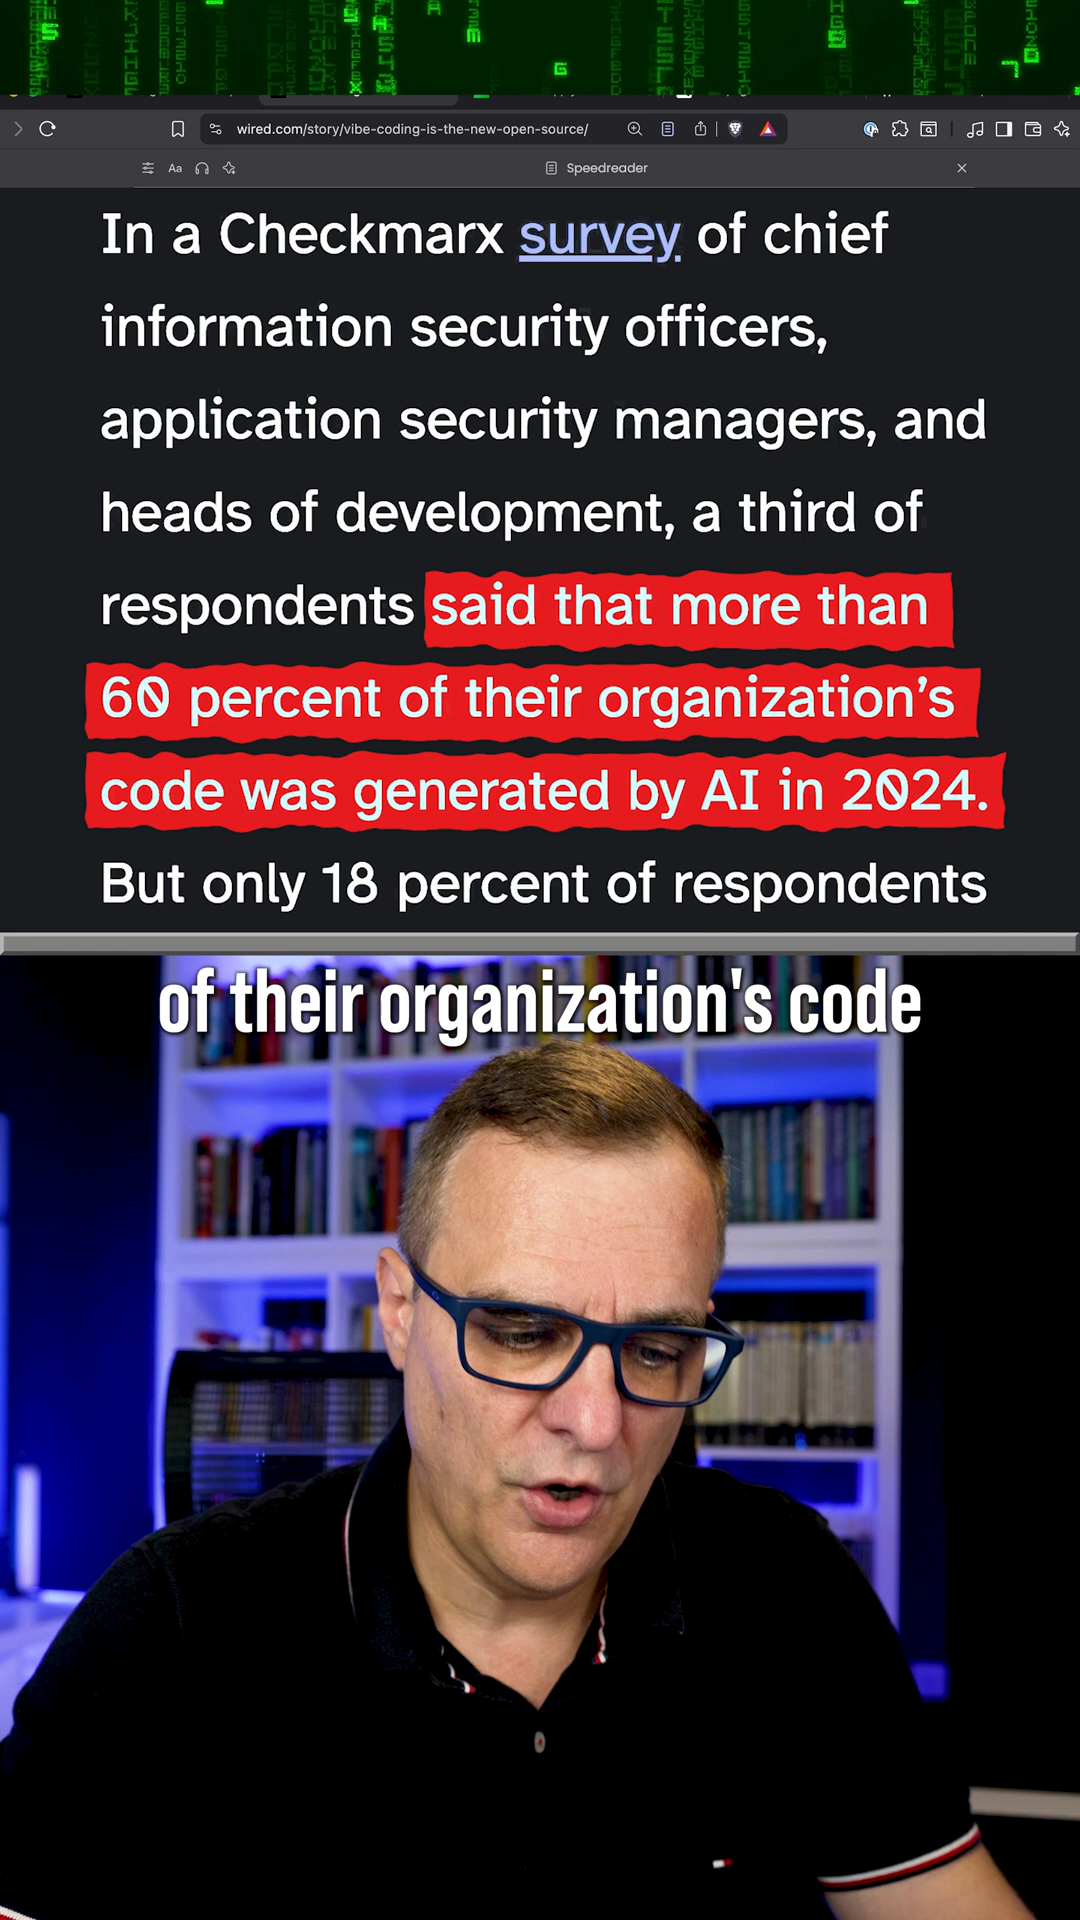 wired.com/story/vibe-coding-is-the-new-open-source/
Aa
Speedreader
In a Checkmarx survey of chief
information security officers,
application security managers, and
heads of development, a third of
respondents said that more than
60 percent of their organization’s
code was generated by AI in 2024.
But only 18 percent of respondents
of their organization's code